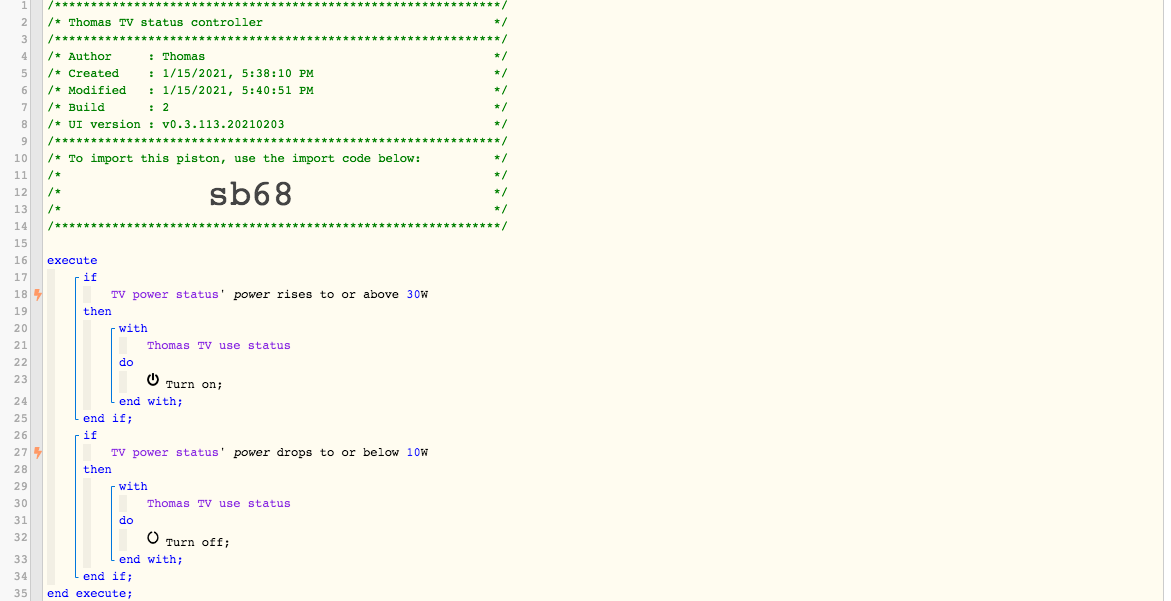 1 /**************************************************************/
2 /* Thomas TV status controller */
3 /**************************************************************/
4 /* Author : Thomas */
5 /* Created : 1/15/2021, 5:38:10 PM */
6 /* Modified : 1/15/2021, 5:40:51 PM */
7 /* Build : 2 */
8 /* UI version : v0.3.113.20210203 */
9 /**************************************************************/
10 /* To import this piston, use the import code below: */
11 /* */
12 /* sb68 */
13 /* */
14 /**************************************************************/
15
16 execute
17 if
18 TV power status' power rises to or above 30W
19 then
20 with
21 Thomas TV use status
22 do
23 Turn on;
24 end with;
25 end if;
26 if
27 TV power status' power drops to or below 10W
28 then
29 with
30 Thomas TV use status
31 do
32 Turn off;
33 end with;
34 end if;
35 end execute;